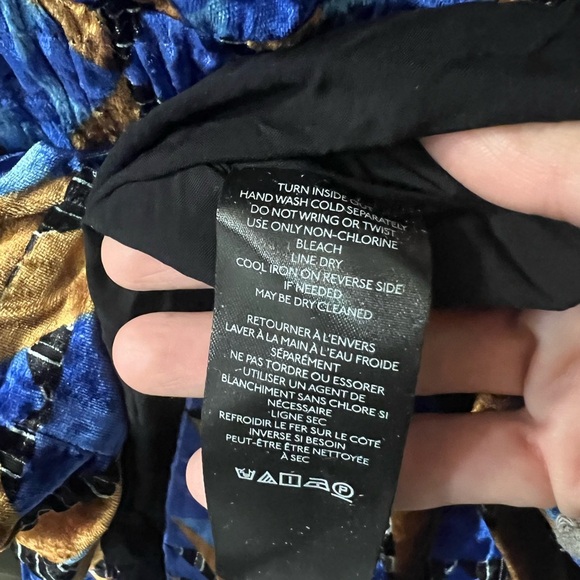 TURN INSIDE OUT
HAND WASH COLD SEPARATELY
DO NOT WRING OR TWIST
USE ONLY NON-CHLORINE
BLEACH
LINE DRY
COOL IRON ON REVERSE SIDE
IF NEEDED
MAY BE DRY CLEANED
RETOURNER À L'ENVERS
LAVER À LA MAIN À L'EAU FROIDE
SÉPARÉMENT
NE PAS TORDRE OU ESSORER
-UTILISER UN AGENT DE
BLANCHIMENT SANS CHLORE SI
NÉCESSAIRE
·LIGNE SEC
REFROIDIR LE FER SUR LE CÔTÉ
INVERSE SI BESOIN
PEUT-ÊTRE ÊTRE NETTOYÉE
À SEC
P